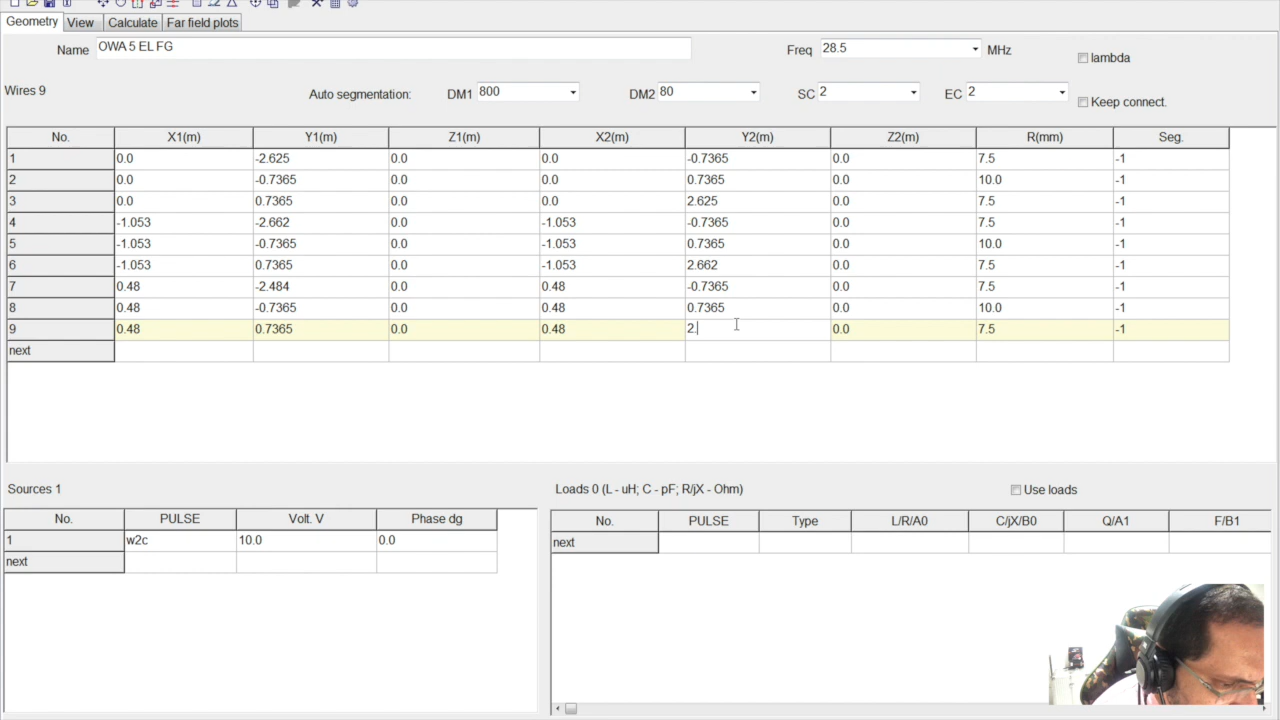 Geometry View Calculate Far field plots
Name OWA 5 EL FG Freq 28.5 MHz lambda
Wires 9 Auto segmentation: DM1 800 DM2 80 SC 2 EC 2 Keep connect.
No. X1(m) Y1(m) Z1(m) X2(m) Y2(m) Z2(m) R(mm) Seg.
1 0.0 -2.625 0.0 0.0 -0.7365 0.0 7.5 -1
2 0.0 -0.7365 0.0 0.0 0.7365 0.0 10.0 -1
3 0.0 0.7365 0.0 0.0 2.625 0.0 7.5 -1
4 -1.053 -2.662 0.0 -1.053 -0.7365 0.0 7.5 -1
5 -1.053 -0.7365 0.0 -1.053 0.7365 0.0 10.0 -1
6 -1.053 0.7365 0.0 -1.053 2.662 0.0 7.5 -1
7 0.48 -2.484 0.0 0.48 -0.7365 0.0 7.5 -1
8 0.48 -0.7365 0.0 0.48 0.7365 0.0 10.0 -1
9 0.48 0.7365 0.0 0.48 2. 0.0 7.5 -1
next
Sources 1 Loads 0 (L - uH; C - pF; R/jX - Ohm) Use loads
No. PULSE Volt. V Phase dg No. PULSE Type L/R/A0 C/jX/B0 Q/A1 F/B1
1 w2c 10.0 0.0 next
next